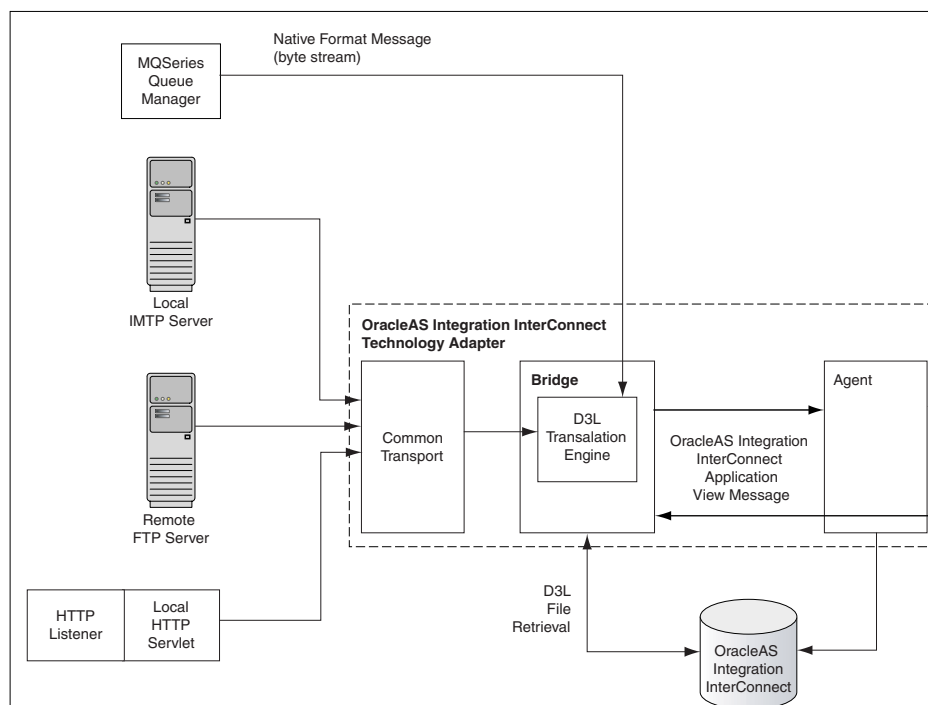 Native Format Message
(byte stream)
MQSeries
Queue
Manager
Local
IMTP Server
OracleAS Integration InterConnect
Technology Adapter
Bridge
Agent
D3L
Transalation
Engine
Common
Transport
OracleAS Integration
InterConnect
Application
View Message
Remote
FTP Server
HTTP
Listener
Local
HTTP
Servlet
D3L
File
Retrieval
OracleAS
Integration
InterConnect